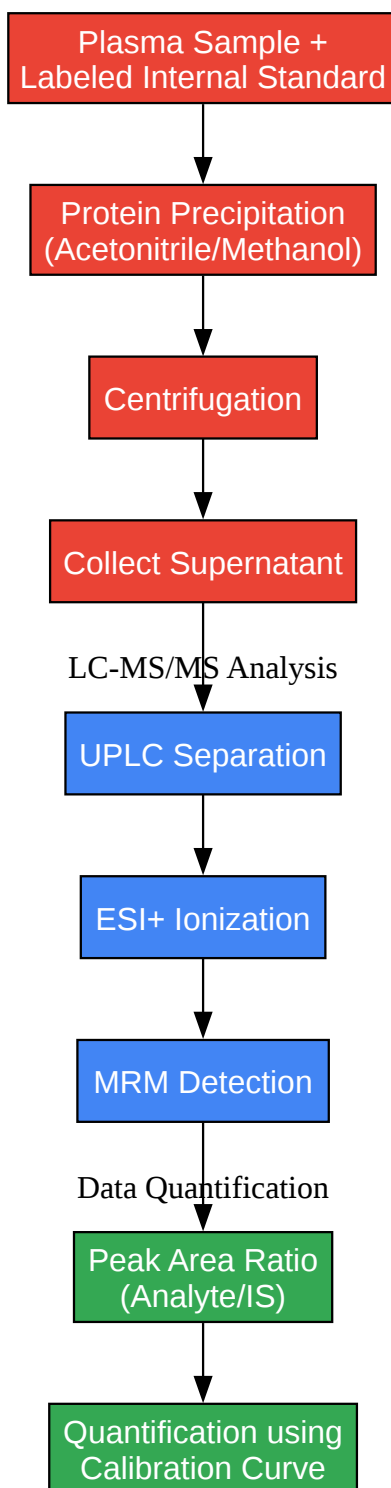 Plasma Sample +
Labeled Internal Standard
Protein Precipitation
(Acetonitrile/Methanol)
Centrifugation
Collect Supernatant
LC-MS/MS Analysis
UPLC Separation
ESI+ Ionization
MRM Detection
Data Quantification
Peak Area Ratio
(Analyte/IS)
Quantification using
Calibration Curve